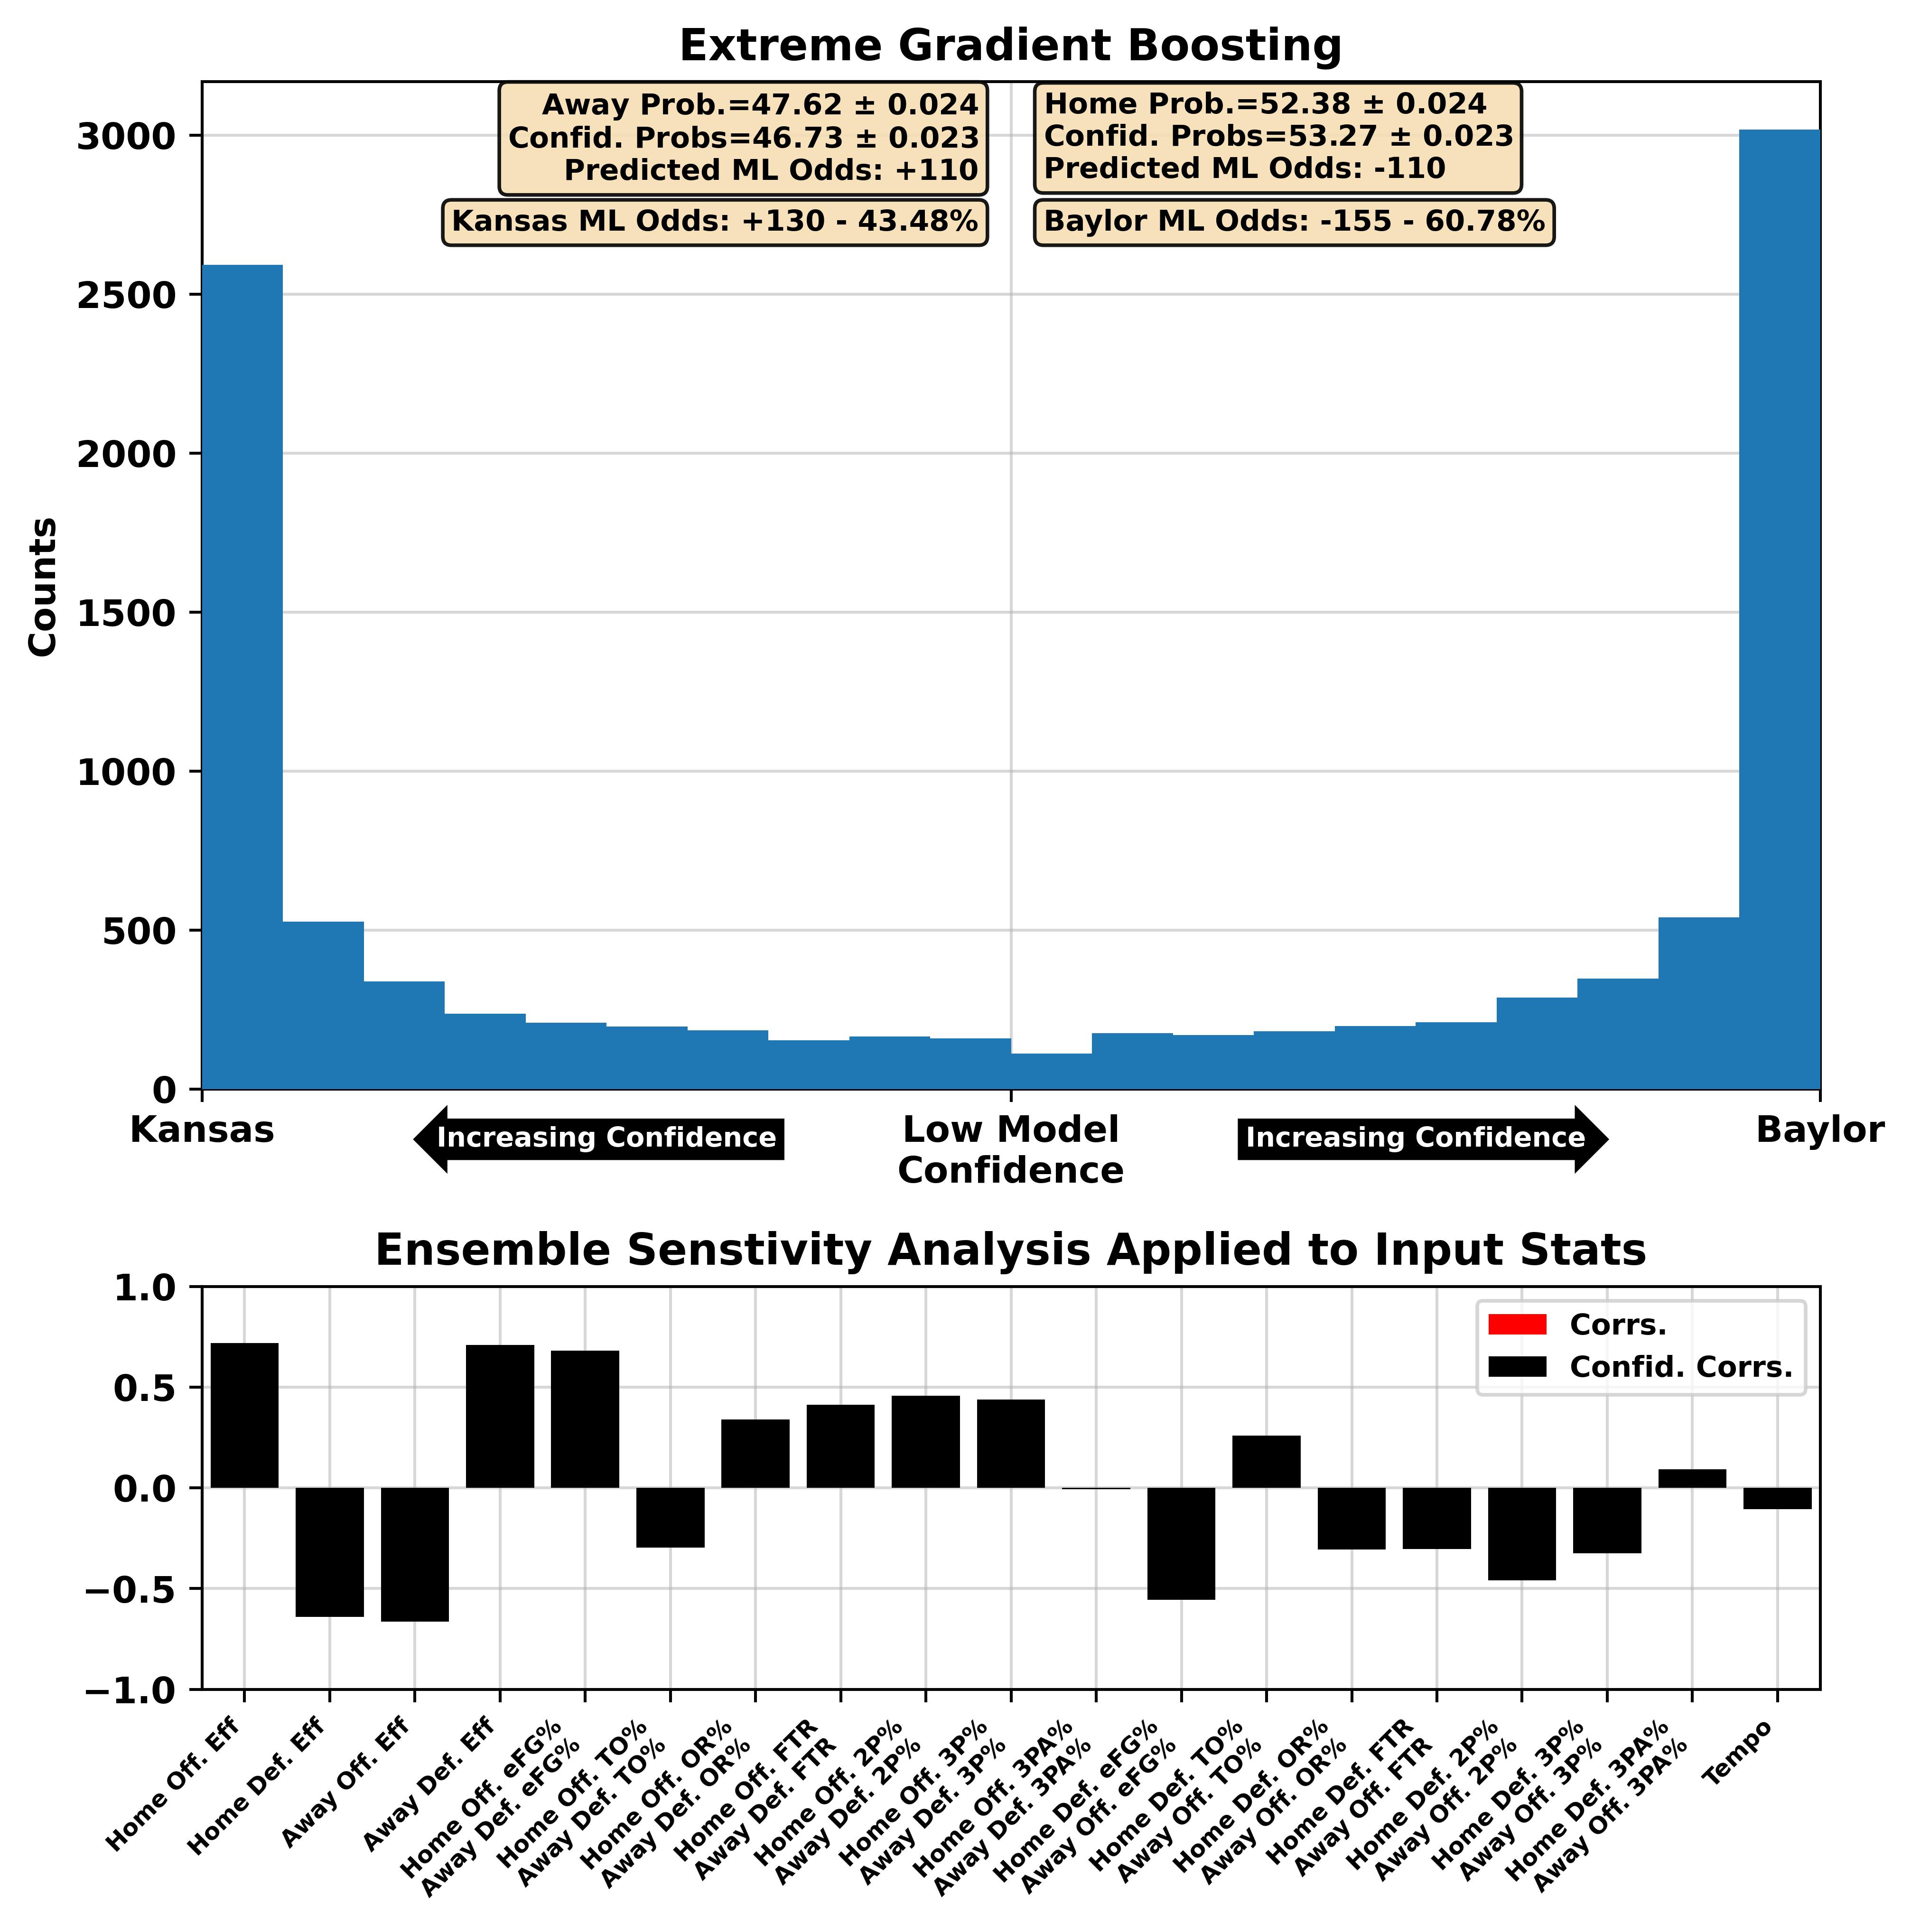 Extreme Gradient Boosting
Away Prob.=47.62 ± 0.024
Confid. Probs=46.73 ± 0.023
Predicted ML Odds: +110
Kansas ML Odds: +130 - 43.48%
Home Prob.=52.38 ± 0.024
Confid. Probs=53.27 ± 0.023
Predicted ML Odds: -110
Baylor ML Odds: -155 - 60.78%
Counts
3000
2500
2000
1500
1000
500
0
Kansas
Increasing Confidence
Low Model
Confidence
Increasing Confidence
Baylor
Ensemble Senstivity Analysis Applied to Input Stats
1.0
0.5
0.0
−0.5
−1.0
Corrs.
Confid. Corrs.
Home Off. Eff
Home Def. Eff
Away Off. Eff
Away Def. Eff
Home Off. eFG%
Away Def. eFG%
Home Off. TO%
Away Def. TO%
Home Off. OR%
Away Def. OR%
Home Off. FTR
Away Def. FTR
Home Off. 2P%
Away Def. 2P%
Home Off. 3P%
Away Def. 3P%
Home Off. 3PA%
Away Def. 3PA%
Home Def. eFG%
Away Off. eFG%
Home Def. TO%
Away Off. TO%
Home Def. OR%
Away Off. OR%
Home Def. FTR
Away Off. FTR
Home Def. 2P%
Away Off. 2P%
Home Def. 3P%
Away Off. 3P%
Home Def. 3PA%
Away Off. 3PA%
Tempo